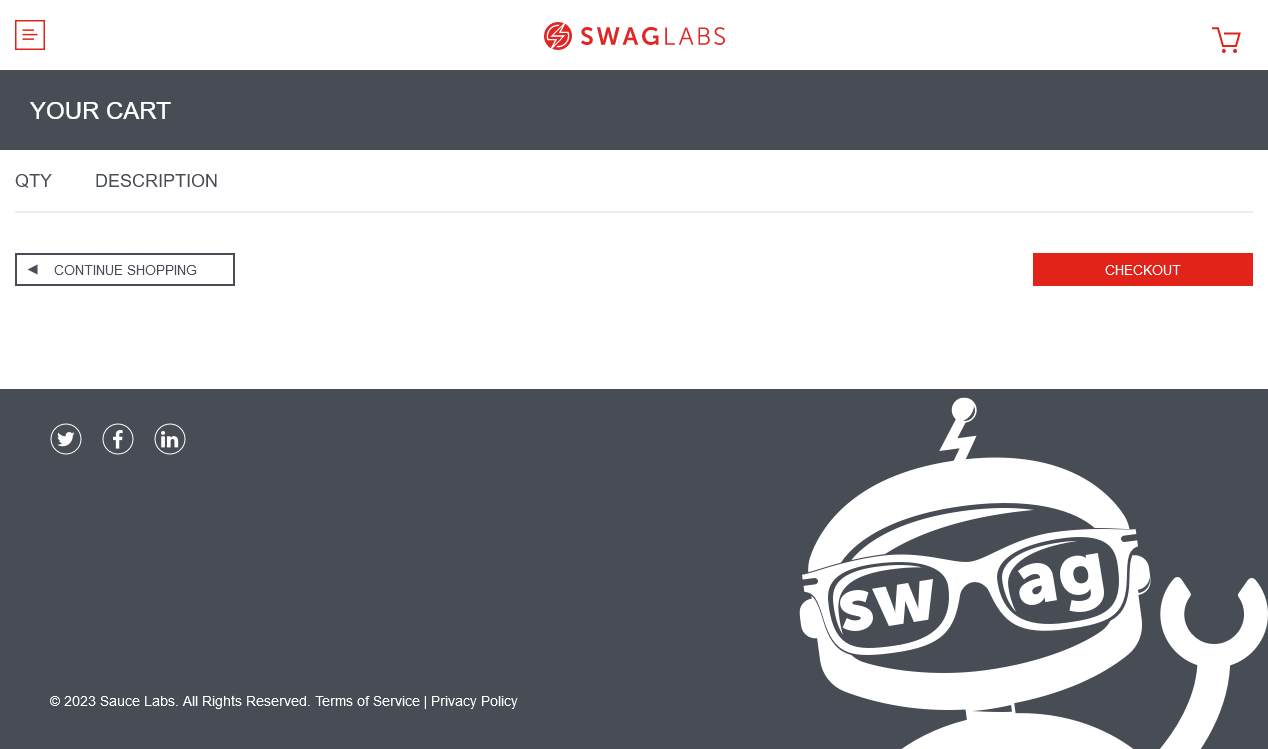 SWAGLABS
YOUR CART
QTY DESCRIPTION
CONTINUE SHOPPING
CHECKOUT
sw ag
© 2023 Sauce Labs. All Rights Reserved. Terms of Service | Privacy Policy